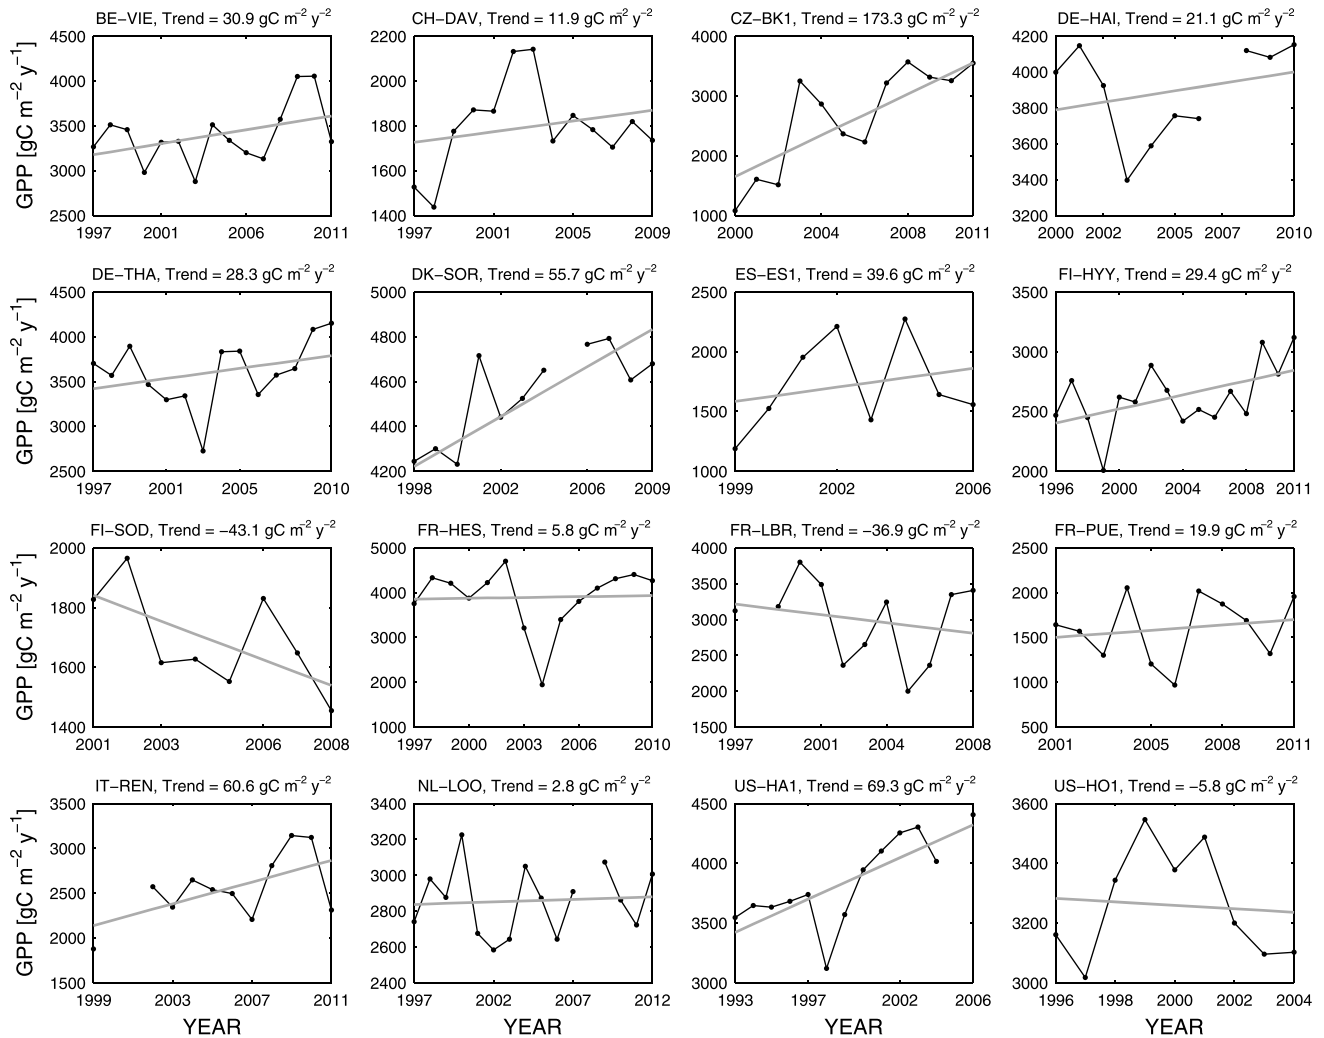 BE−VIE, Trend = 30.9 gC m−2 y−2
CH−DAV, Trend = 11.9 gC m−2 y−2
CZ−BK1, Trend = 173.3 gC m−2 y−2
DE−HAI, Trend = 21.1 gC m−2 y−2
GPP [gC m−2 y−1]
4500
4000
3500
3000
2500
1997 2001 2006 2011
2200
2000
1800
1600
1400
1997 2001 2005 2009
4000
3000
2000
1000
2000 2004 2008 2011
4200
4000
3800
3600
3400
3200
2000 2002 2005 2007 2010
DE−THA, Trend = 28.3 gC m−2 y−2
DK−SOR, Trend = 55.7 gC m−2 y−2
ES−ES1, Trend = 39.6 gC m−2 y−2
FI−HYY, Trend = 29.4 gC m−2 y−2
GPP [gC m−2 y−1]
4500
4000
3500
3000
2500
1997 2001 2005 2010
5000
4800
4600
4400
4200
1998 2002 2005 2009
2500
2000
1500
1000
1999 2002 2006
3500
3000
2500
2000
1996 2000 2004 2008 2011
FI−SOD, Trend = −43.1 gC m−2 y−2
FR−HES, Trend = 5.8 gC m−2 y−2
FR−LBR, Trend = −36.9 gC m−2 y−2
FR−PUE, Trend = 19.9 gC m−2 y−2
GPP [gC m−2 y−1]
2000
1800
1600
1400
2001 2003 2006 2008
5000
4000
3000
2000
1000
1997 2000 2003 2006 2010
4000
3500
3000
2500
2000
1500
1997 2001 2004 2008
2500
2000
1500
1000
500
2001 2005 2008 2011
IT−REN, Trend = 60.6 gC m−2 y−2
NL−LOO, Trend = 2.8 gC m−2 y−2
US−HA1, Trend = 69.3 gC m−2 y−2
US−HO1, Trend = −5.8 gC m−2 y−2
GPP [gC m−2 y−1]
3500
3000
2500
2000
1500
1999 2003 2007 2011
3400
3200
3000
2800
2600
2400
1997 2002 2007 2012
4500
4000
3500
3000
1993 1997 2002 2006
3600
3400
3200
3000
1996 1998 2000 2002 2004
YEAR
YEAR
YEAR
YEAR